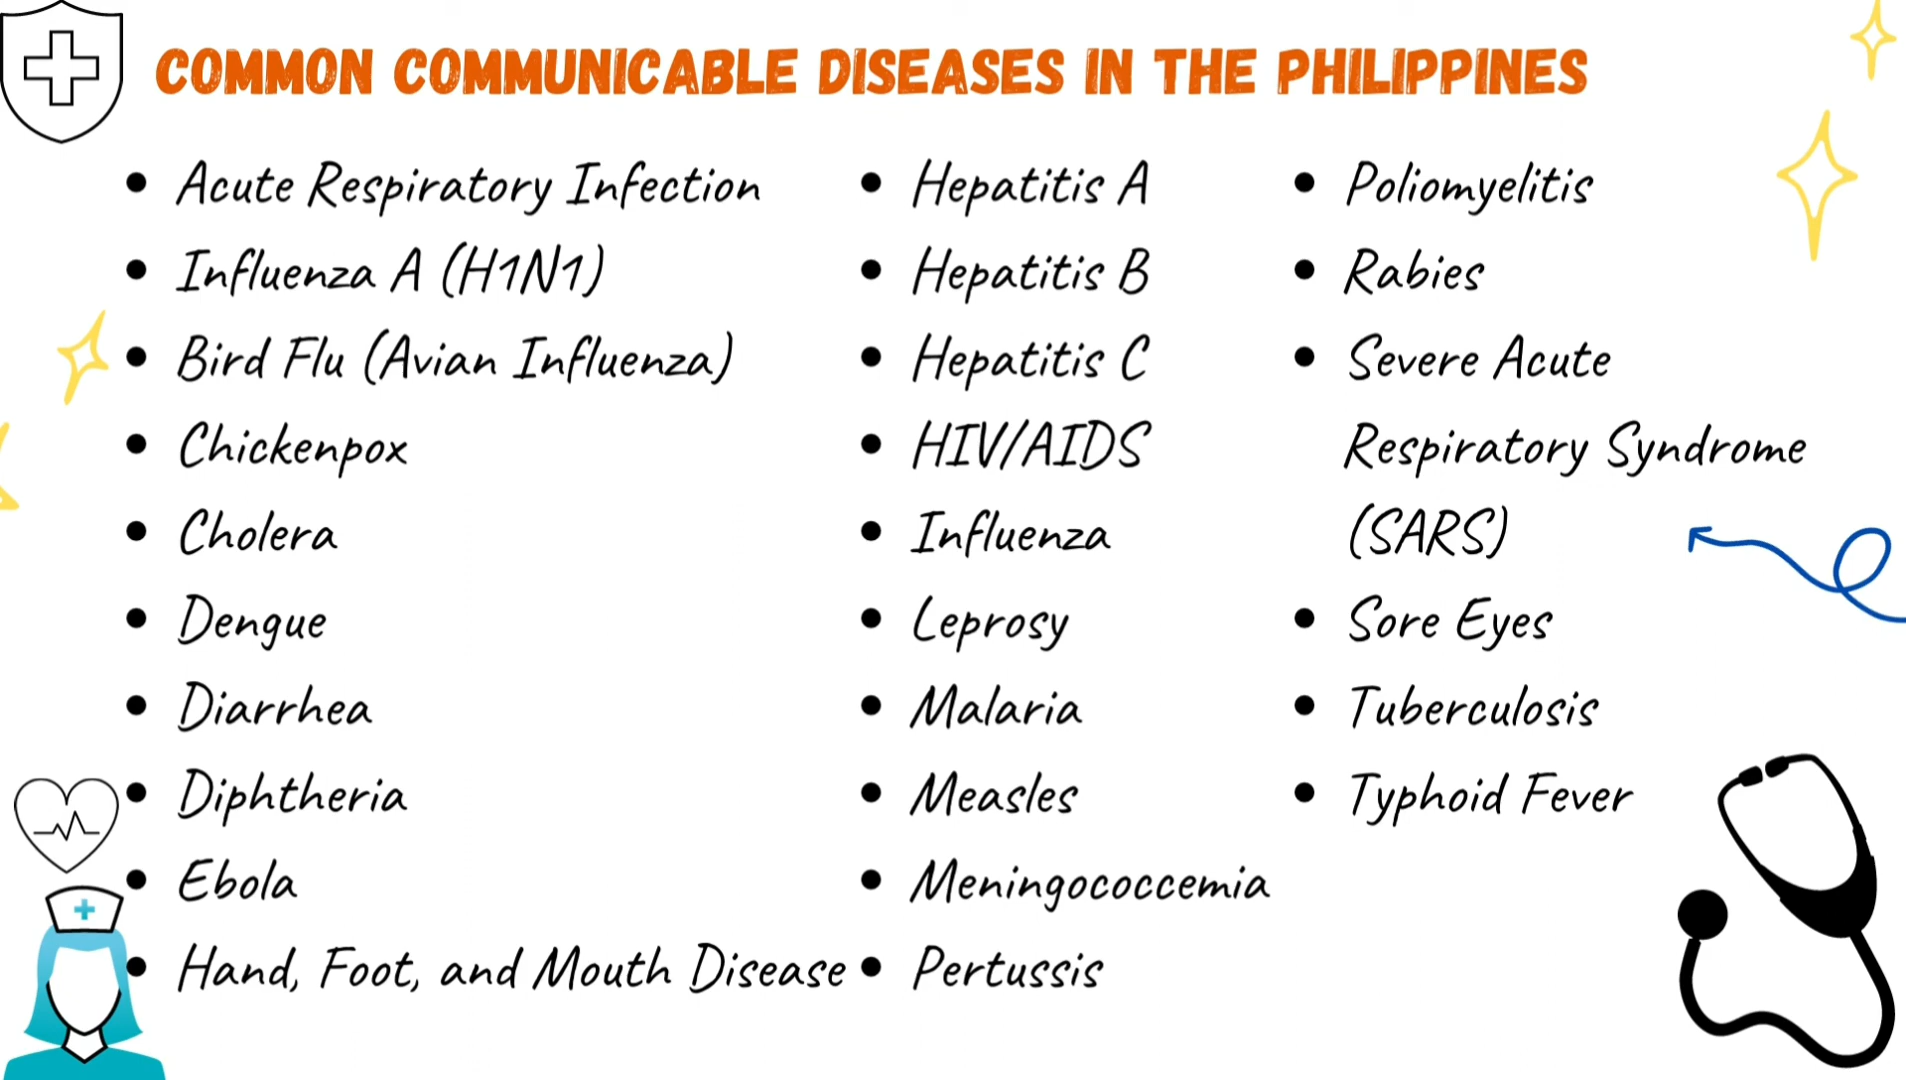 COMMON COMMUNICABLE DISEASES IN THE PHILIPPINES
• Acute Respiratory Infection
• Influenza A (H1N1)
• Bird Flu (Avian Influenza)
• Chickenpox
• Cholera
• Dengue
• Diarrhea
• Diphtheria
• Ebola
• Hand, Foot, and Mouth Disease
• Hepatitis A
• Hepatitis B
• Hepatitis C
• HIV/AIDS
• Influenza
• Leprosy
• Malaria
• Measles
• Meningococcemia
• Pertussis
• Poliomyelitis
• Rabies
• Severe Acute
Respiratory Syndrome
(SARS)
• Sore Eyes
• Tuberculosis
• Typhoid Fever